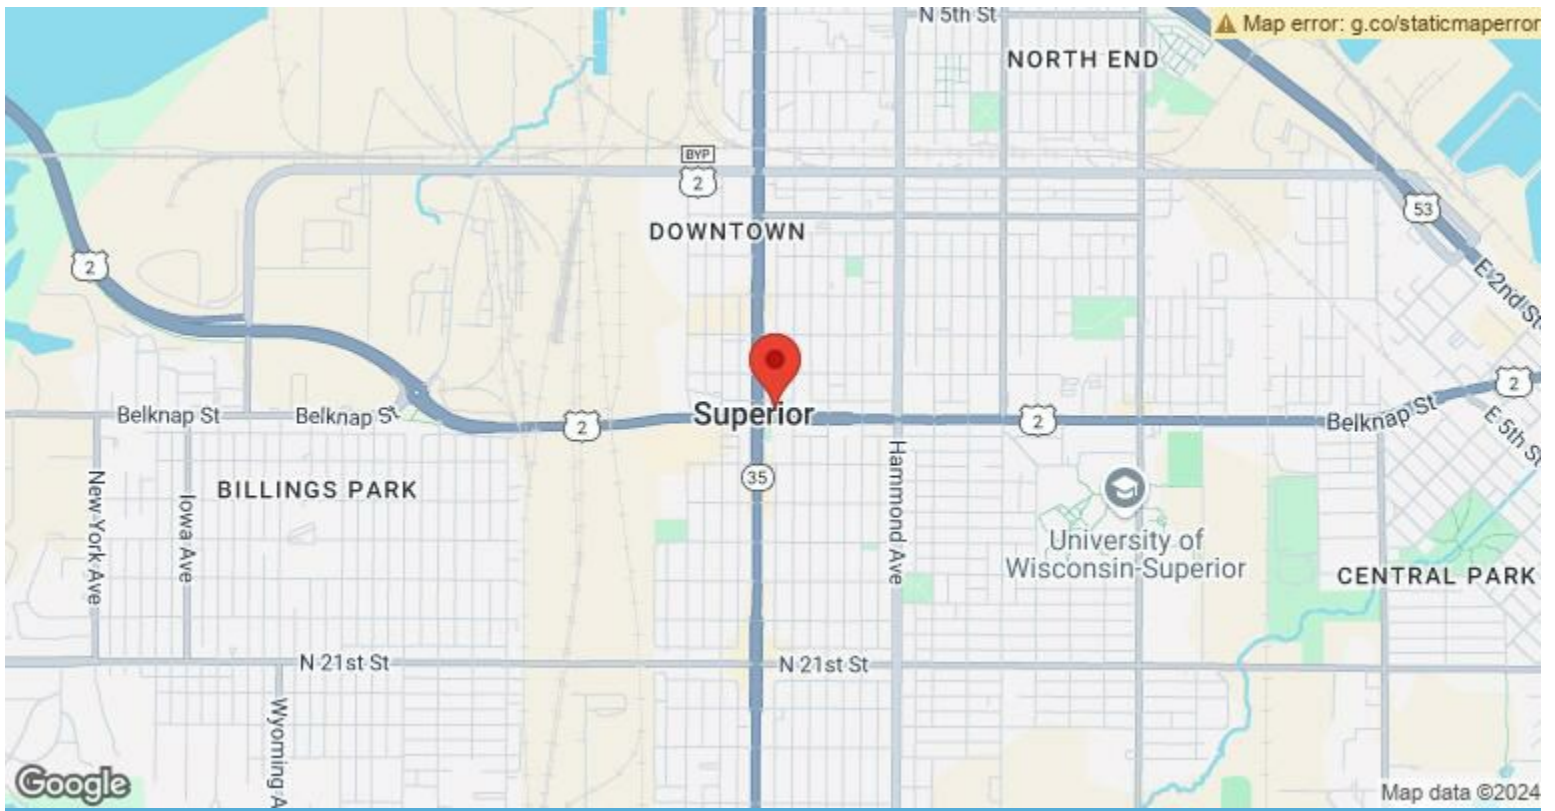 N 5th St
Map error: g.co/staticmaperror
NORTH END
BYP
2
DOWNTOWN
53
2
E 2nd St
2
Superior
Belknap St
Belknap St
2
2
Belknap St
E 5th St
35
Hammond Ave
New York Ave
Iowa Ave
BILLINGS PARK
University of
Wisconsin-Superior
CENTRAL PARK
N 21st St
N 21st St
Wyoming A
Google
Map data ©2024